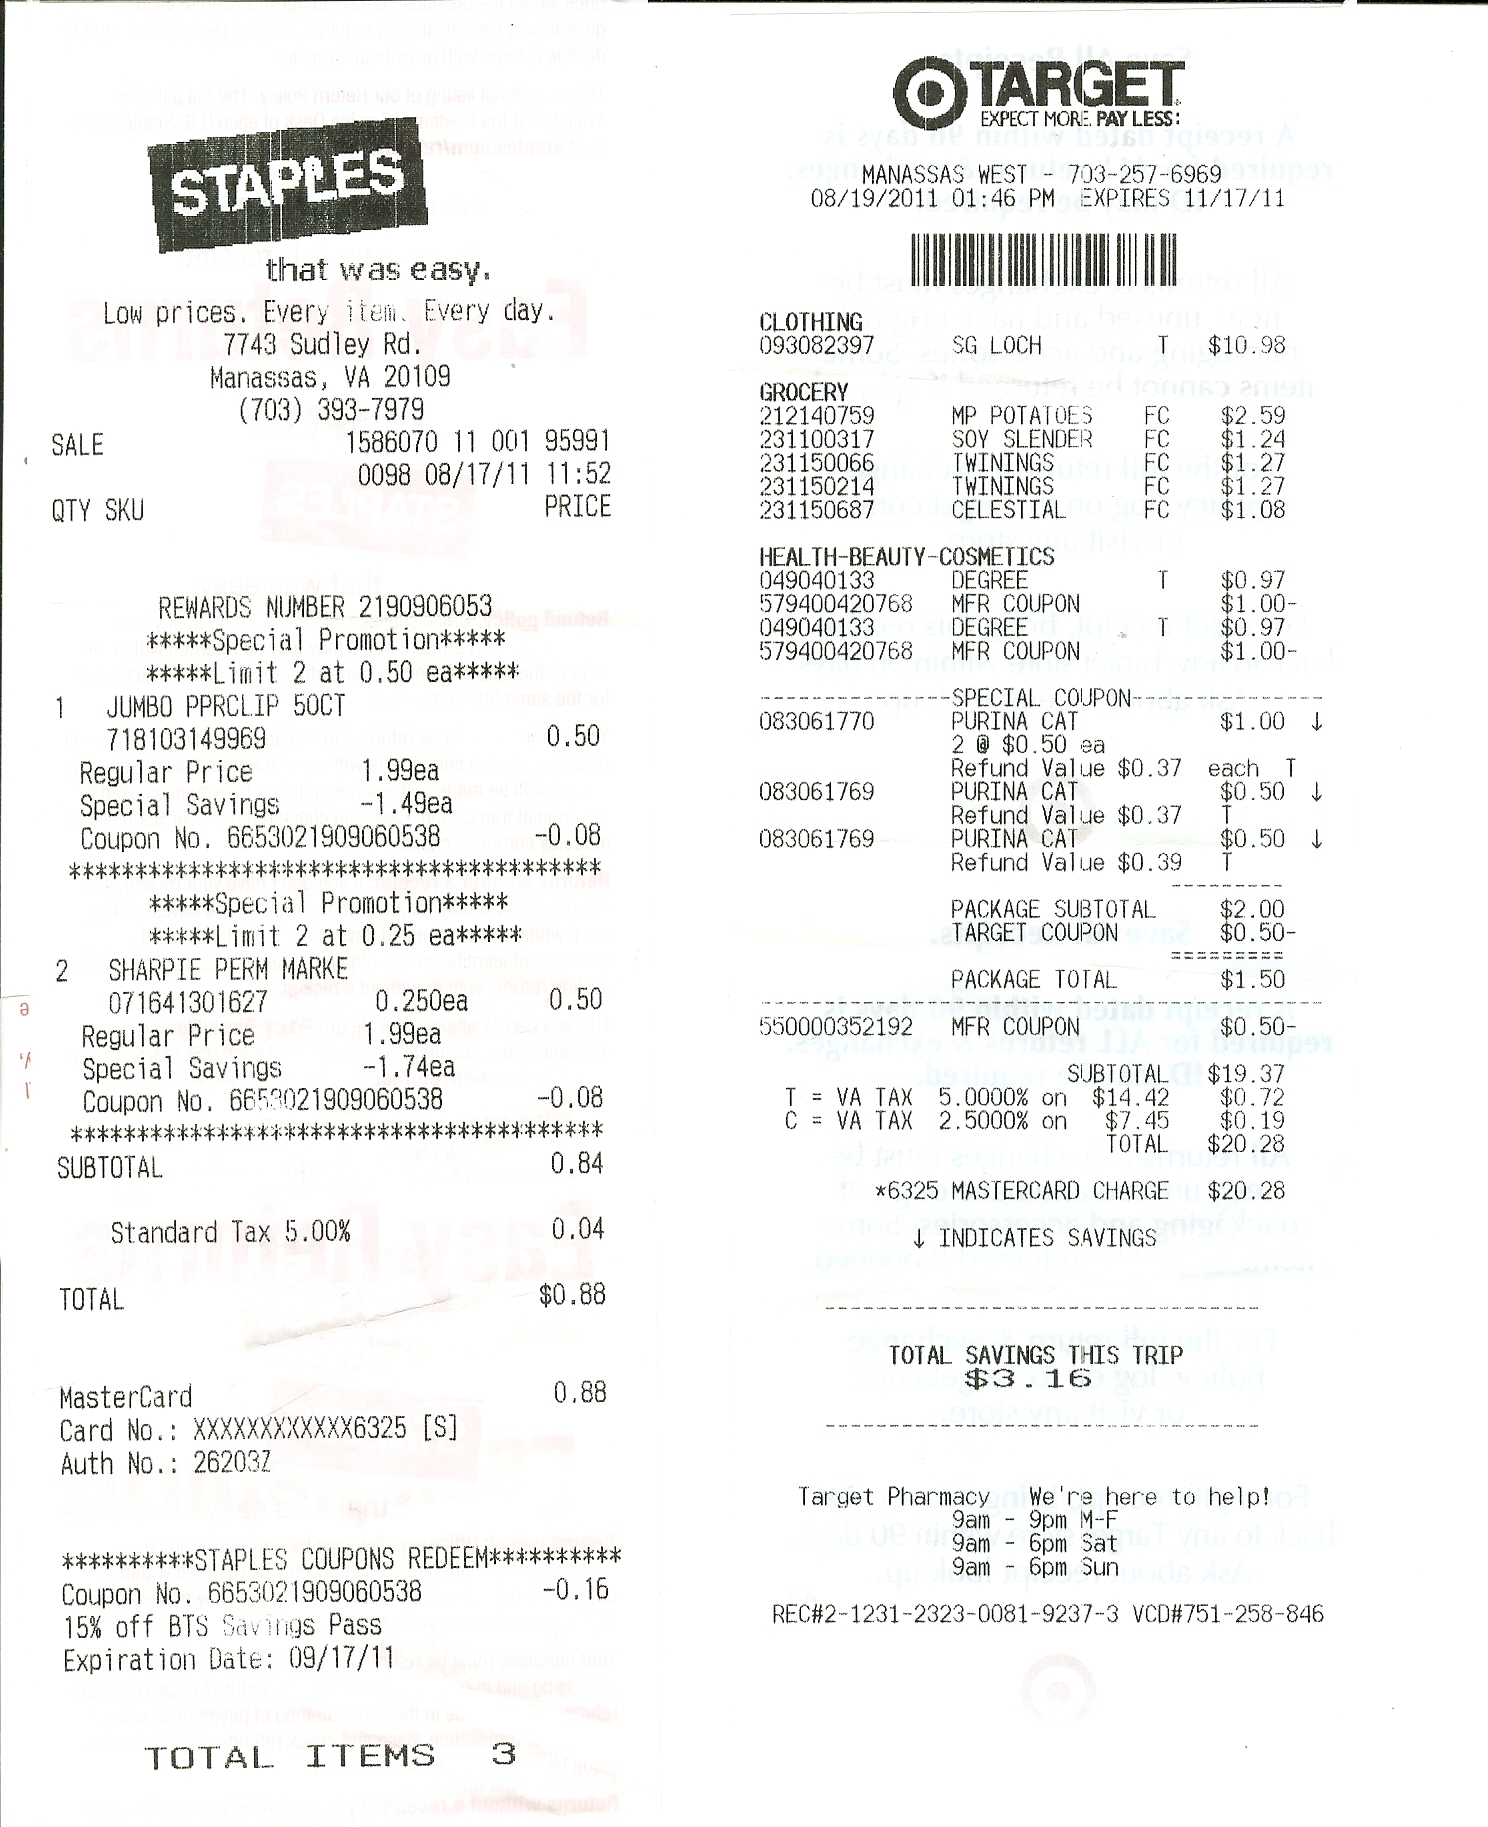 STAPLES
that was easy.
Low prices. Every item. Every day.
7743 Sudley Rd.
Manassas, VA 20109
(703) 393-7979
SALE 1586070 11 001 95991
0098 08/17/11 11:52
QTY SKU PRICE
REWARDS NUMBER 2190906053
*****Special Promotion*****
*****Limit 2 at 0.50 ea*****
1 JUMBO PPRCLIP 50CT
718103149969 0.50
Regular Price 1.99ea
Special Savings -1.49ea
Coupon No. 6653021909060538 -0.08
****************************************
*****Special Promotion*****
*****Limit 2 at 0.25 ea*****
2 SHARPIE PERM MARKE
071641301627 0.250ea 0.50
Regular Price 1.99ea
Special Savings -1.74ea
Coupon No. 6653021909060538 -0.08
****************************************
SUBTOTAL 0.84
Standard Tax 5.00% 0.04
TOTAL $0.88
MasterCard 0.88
Card No.: XXXXXXXXXXXX6325 [S]
Auth No.: 26203Z
**********STAPLES COUPONS REDEEM**********
Coupon No. 6653021909060538 -0.16
15% off BTS Savings Pass
Expiration Date: 09/17/11
TOTAL ITEMS 3
TARGET
EXPECT MORE. PAY LESS.
MANASSAS WEST - 703-257-6969
08/19/2011 01:46 PM EXPIRES 11/17/11
CLOTHING
093082397 SG LOCH T $10.98
GROCERY
212140759 MP POTATOES FC $2.59
231100317 SOY SLENDER FC $1.24
231150066 TWININGS FC $1.27
231150214 TWININGS FC $1.27
231150687 CELESTIAL FC $1.08
HEALTH-BEAUTY-COSMETICS
049040133 DEGREE T $0.97
579400420768 MFR COUPON $1.00-
049040133 DEGREE T $0.97
579400420768 MFR COUPON $1.00-
---------------SPECIAL COUPON---------------
083061770 PURINA CAT $1.00 ↓
2 @ $0.50 ea
Refund Value $0.37 each T
083061769 PURINA CAT $0.50 ↓
Refund Value $0.37 T
083061769 PURINA CAT $0.50 ↓
Refund Value $0.39 T
---------
PACKAGE SUBTOTAL $2.00
TARGET COUPON $0.50-
=========
PACKAGE TOTAL $1.50
--------------------------------------------
550000352192 MFR COUPON $0.50-
SUBTOTAL $19.37
T = VA TAX 5.0000% on $14.42 $0.72
C = VA TAX 2.5000% on $7.45 $0.19
TOTAL $20.28
*6325 MASTERCARD CHARGE $20.28
↓ INDICATES SAVINGS
----------------------------------
TOTAL SAVINGS THIS TRIP
$3.16
----------------------------------
Target Pharmacy We're here to help!
9am - 9pm M-F
9am - 6pm Sat
9am - 6pm Sun
REC#2-1231-2323-0081-9237-3 VCD#751-258-846